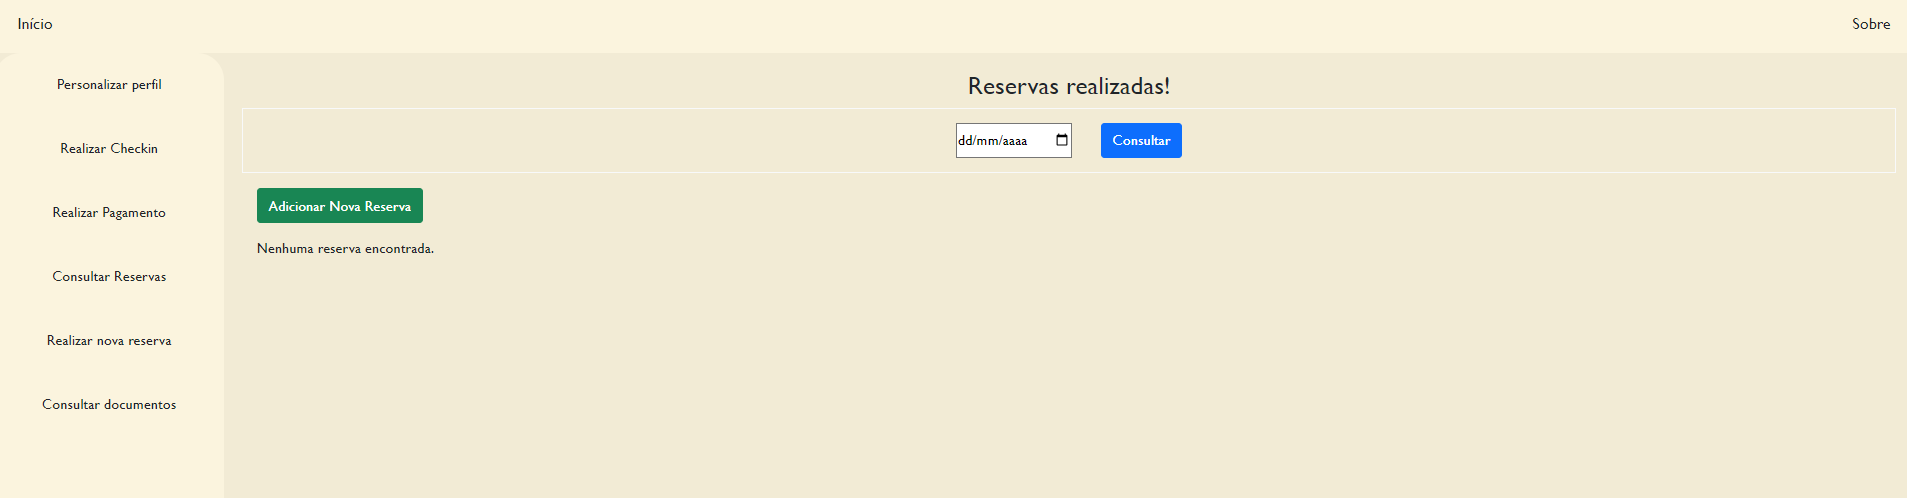 Início
Sobre
Personalizar perfil
Realizar Checkin
Realizar Pagamento
Consultar Reservas
Realizar nova reserva
Consultar documentos
Reservas realizadas!
dd/mm/aaaa
Consultar
Adicionar Nova Reserva
Nenhuma reserva encontrada.